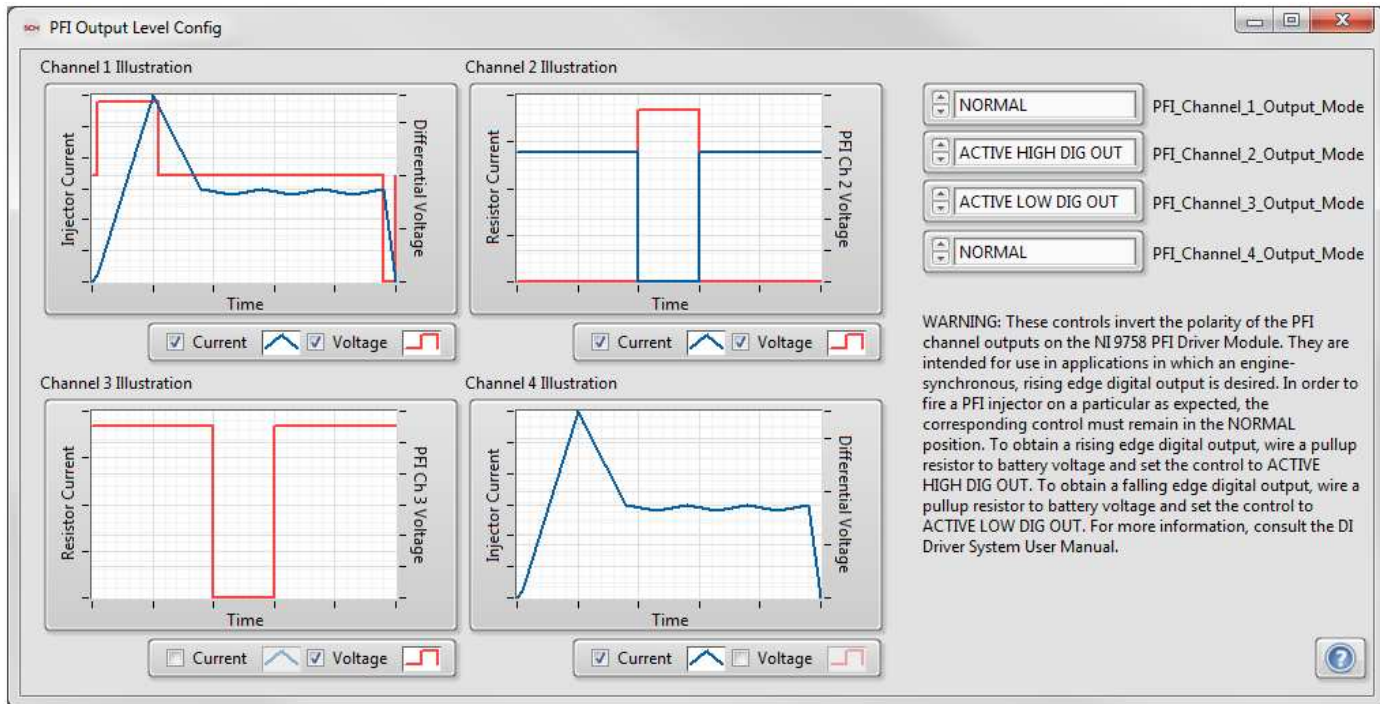 SCM PFI Output Level Config
Channel 1 Illustration
Injector Current
Differential Voltage
Time
Current Voltage
Channel 2 Illustration
Resistor Current
PFI Ch 2 Voltage
Time
Current Voltage
NORMAL PFI_Channel_1_Output_Mode
ACTIVE HIGH DIG OUT PFI_Channel_2_Output_Mode
ACTIVE LOW DIG OUT PFI_Channel_3_Output_Mode
NORMAL PFI_Channel_4_Output_Mode
Channel 3 Illustration
Resistor Current
PFI Ch 3 Voltage
Time
Current Voltage
Channel 4 Illustration
Injector Current
Differential Voltage
Time
Current Voltage
WARNING: These controls invert the polarity of the PFI
channel outputs on the NI 9758 PFI Driver Module. They are
intended for use in applications in which an engine-
synchronous, rising edge digital output is desired. In order to
fire a PFI injector on a particular as expected, the
corresponding control must remain in the NORMAL
position. To obtain a rising edge digital output, wire a pullup
resistor to battery voltage and set the control to ACTIVE
HIGH DIG OUT. To obtain a falling edge digital output, wire a
pullup resistor to battery voltage and set the control to
ACTIVE LOW DIG OUT. For more information, consult the DI
Driver System User Manual.
?